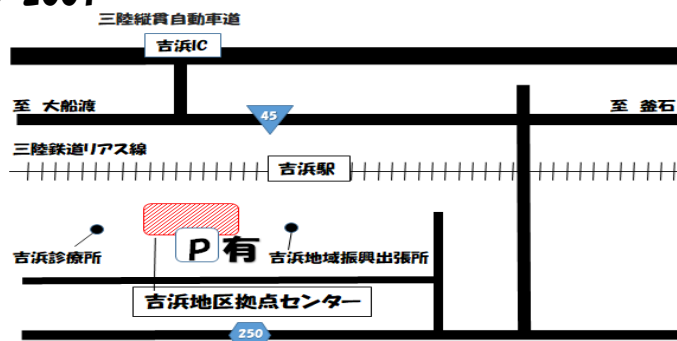 三陸縦貫自動車道
吉浜IC
至 大船渡
45
至 釜石
三陸鉄道リアス線
吉浜駅
吉浜診療所
P有
吉浜地域振興出張所
吉浜地区拠点センター
250